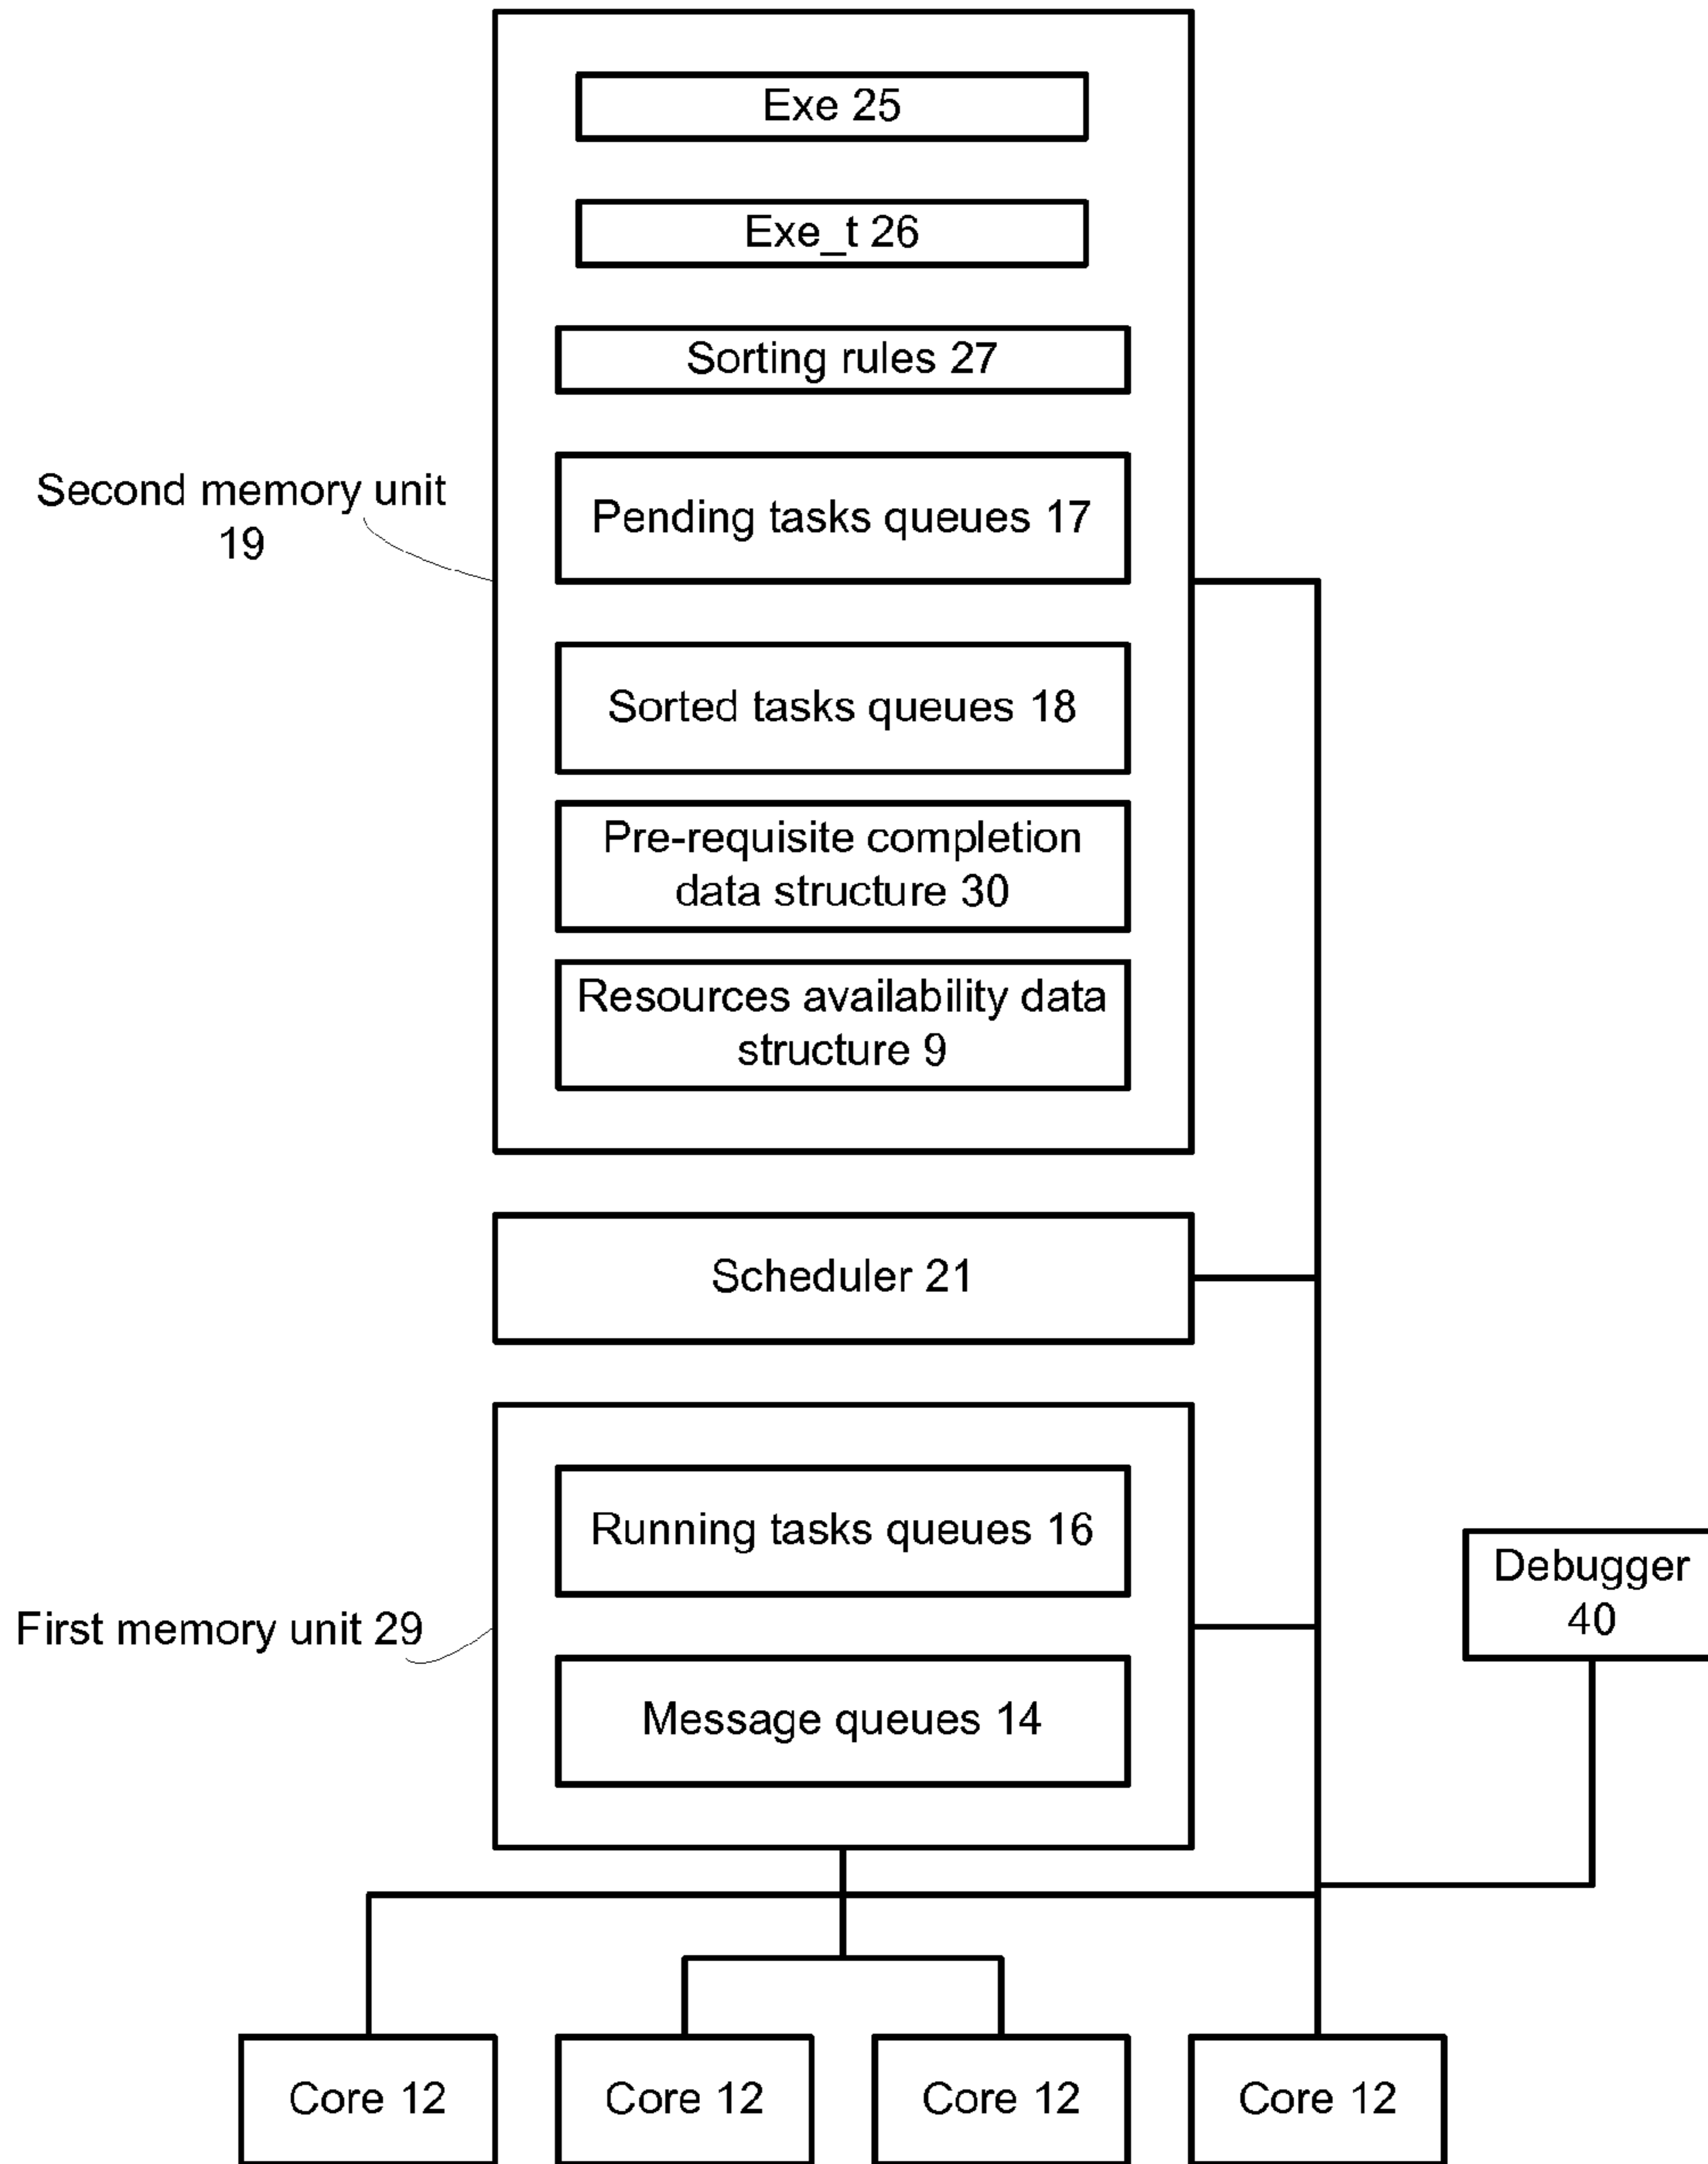 Exe 25
Exe_t 26
Sorting rules 27
Second memory unit
19
Pending tasks queues 17
Sorted tasks queues 18
Pre-requisite completion
data structure 30
Resources availability data
structure 9
Scheduler 21
Running tasks queues 16
First memory unit 29
Message queues 14
Debugger
40
Core 12
Core 12
Core 12
Core 12